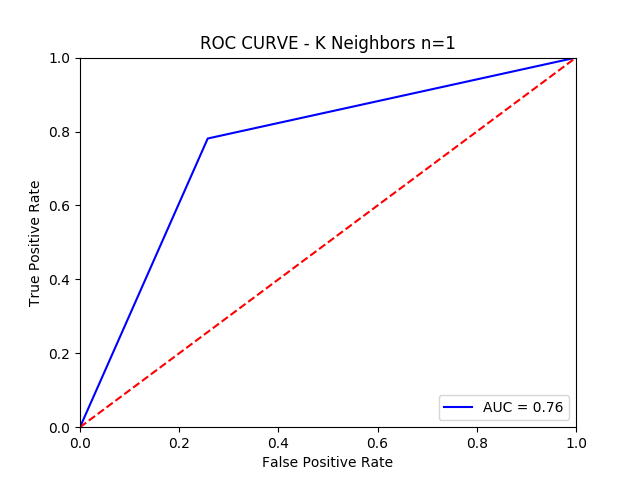 ROC CURVE - K Neighbors n=1
True Positive Rate
1.0
0.8
0.6
0.4
0.2
0.0
0.0 0.2 0.4 0.6 0.8 1.0
False Positive Rate
AUC = 0.76